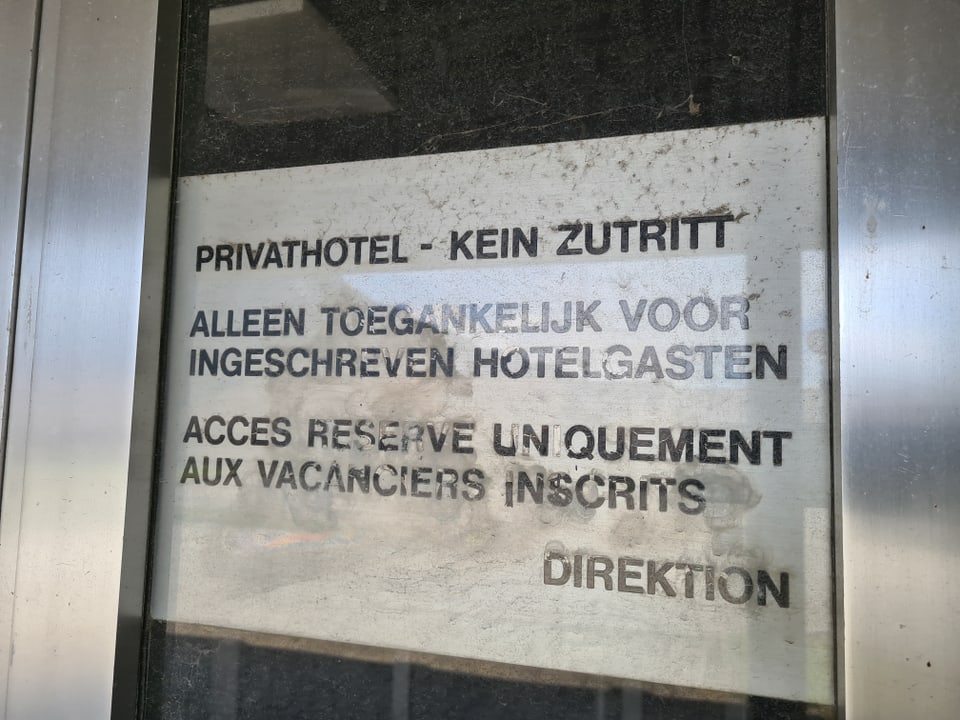 PRIVATHOTEL - KEIN ZUTRITT
ALLEEN TOEGANKELIJK VOOR
INGESCHREVEN HOTELGASTEN
ACCES RESERVE UNIQUEMENT
AUX VACANCIERS INSCRITS
DIREKTION